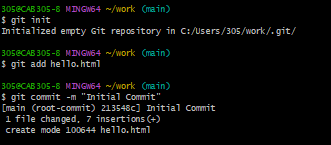 305@CAB305-8 MINGW64 ~/work (main)
$ git init
Initialized empty Git repository in C:/Users/305/work/.git/
305@CAB305-8 MINGW64 ~/work (main)
$ git add hello.html
305@CAB305-8 MINGW64 ~/work (main)
$ git commit -m "Initial Commit"
[main (root-commit) 213548c] Initial Commit
 1 file changed, 7 insertions(+)
 create mode 100644 hello.html